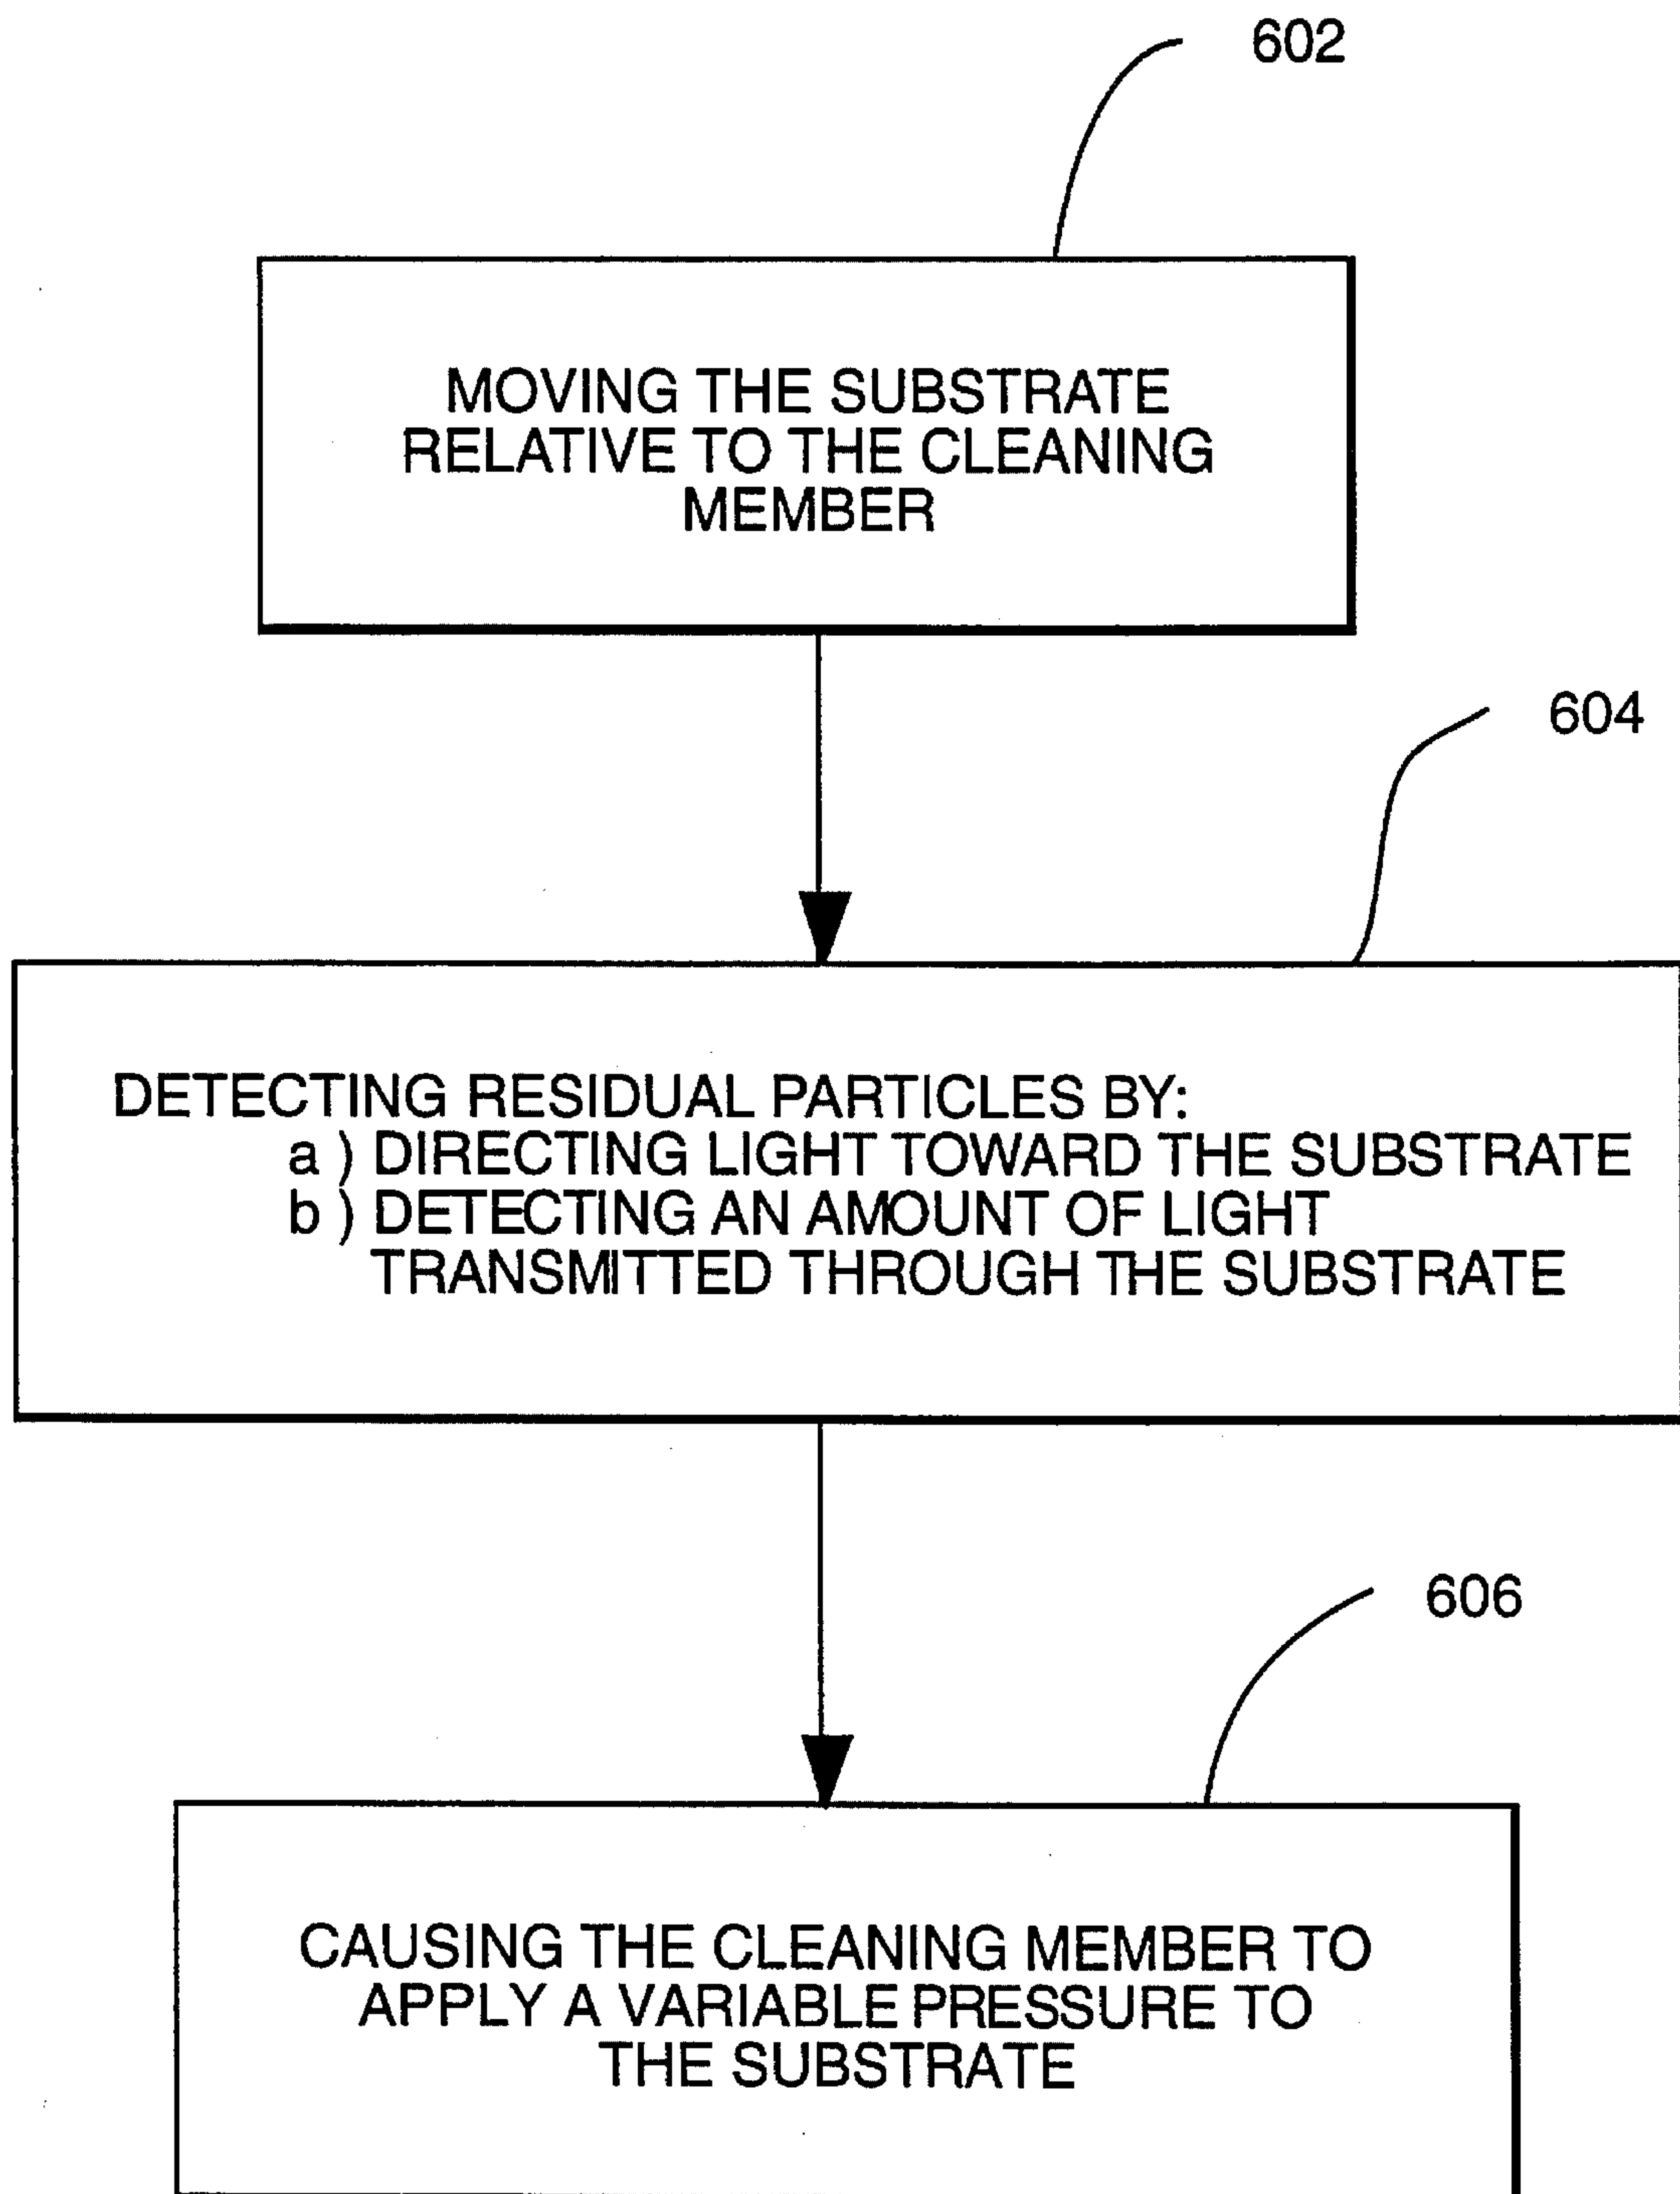 602
MOVING THE SUBSTRATE
RELATIVE TO THE CLEANING
MEMBER
604
DETECTING RESIDUAL PARTICLES BY:
a ) DIRECTING LIGHT TOWARD THE SUBSTRATE
b ) DETECTING AN AMOUNT OF LIGHT
TRANSMITTED THROUGH THE SUBSTRATE
606
CAUSING THE CLEANING MEMBER TO
APPLY A VARIABLE PRESSURE TO
THE SUBSTRATE